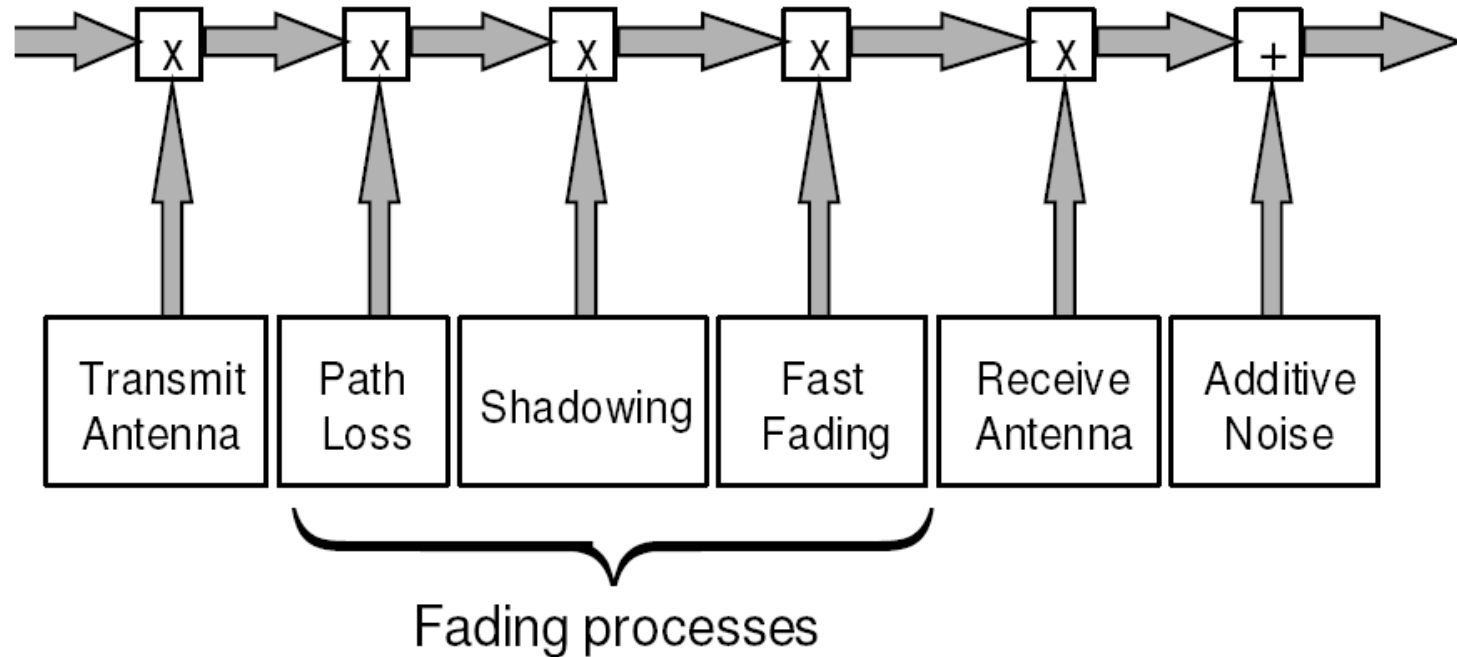 X X X X X +
Transmit
Antenna
Path
Loss
Shadowing
Fast
Fading
Receive
Antenna
Additive
Noise
Fading processes